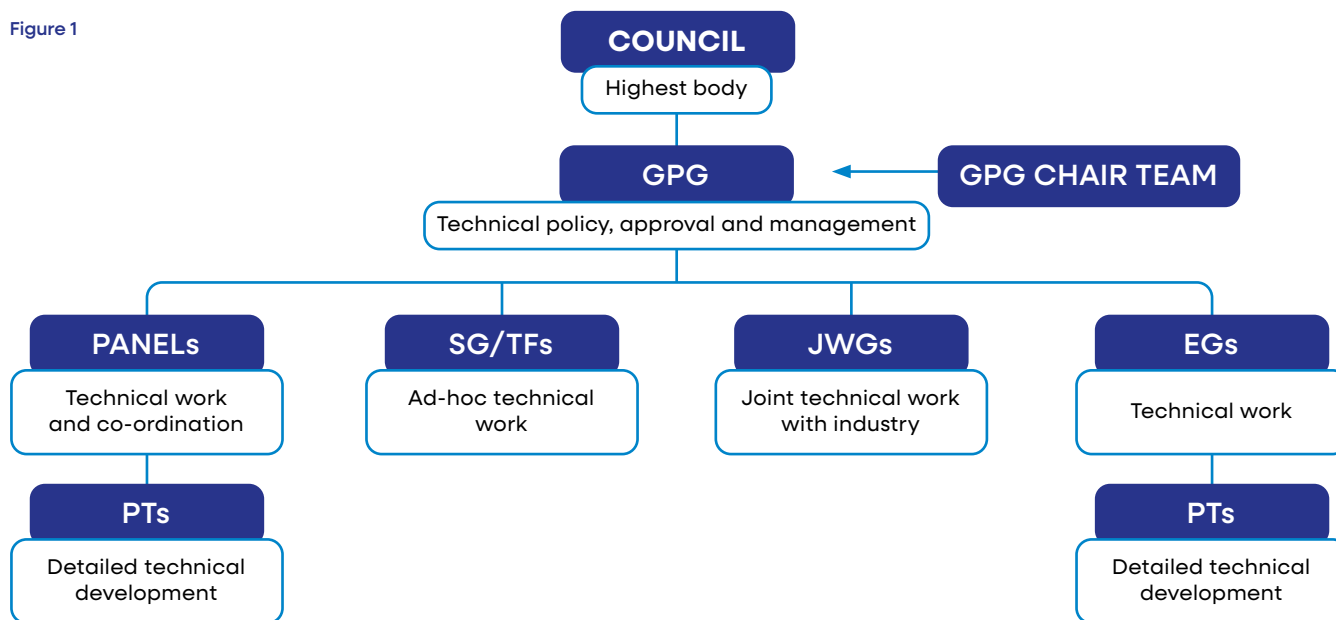 Figure 1
COUNCIL
Highest body
GPG
GPG CHAIR TEAM
Technical policy, approval and management
PANELs
Technical work
and co-ordination
SG/TFs
Ad-hoc technical
work
JWGs
Joint technical work
with industry
EGs
Technical work
PTs
Detailed technical
development
PTs
Detailed technical
development